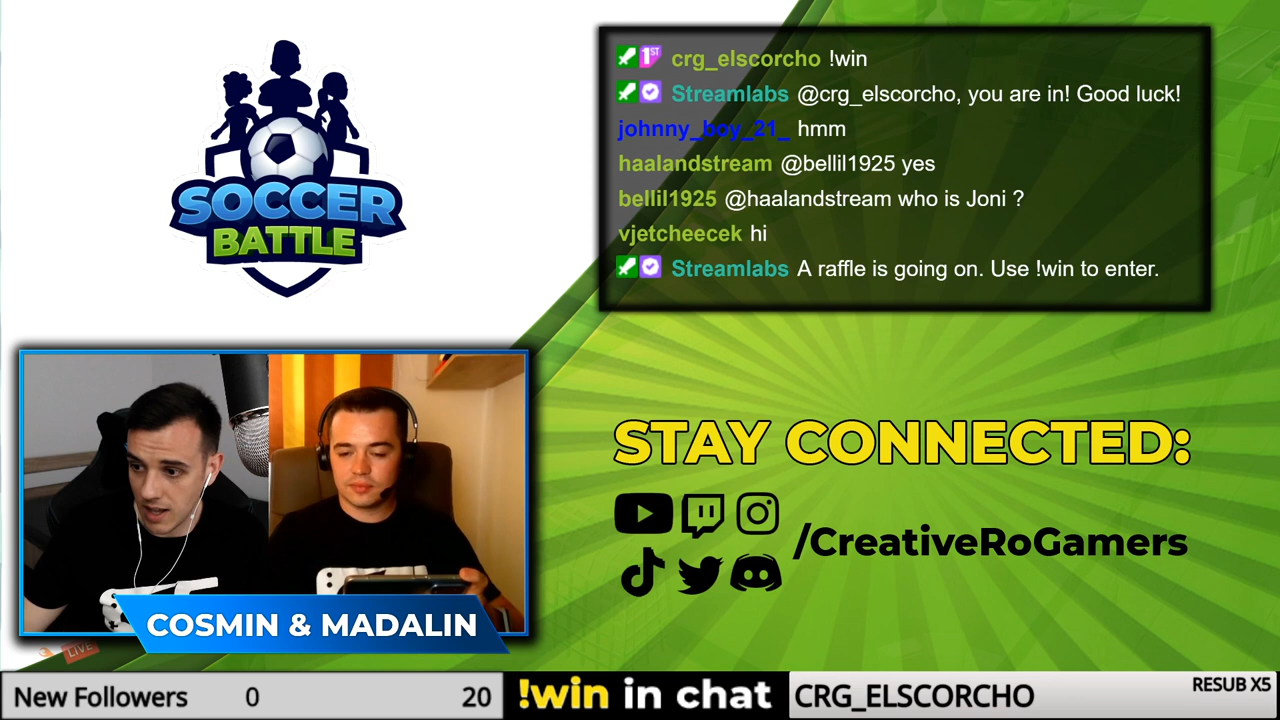 SOCCER
BATTLE
crg_elscorcho !win
Streamlabs @crg_elscorcho, you are in! Good luck!
johnny_boy_21_ hmm
haalandstream @bellil1925 yes
bellil1925 @haalandstream who is Joni ?
vjetcheecek hi
Streamlabs A raffle is going on. Use !win to enter.
STAY CONNECTED:
/CreativeRoGamers
COSMIN & MADALIN
LIVE
New Followers 0 20
!win in chat
CRG_ELSCORCHO
RESUB X5
1ST